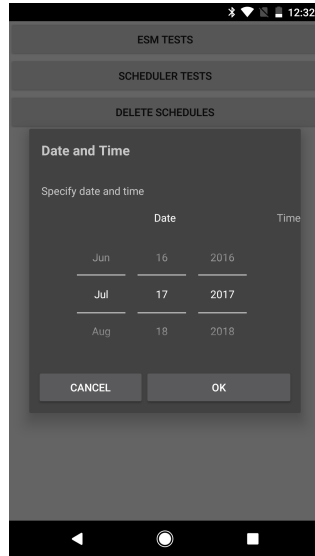 12:32
ESM TESTS
SCHEDULER TESTS
DELETE SCHEDULES
Date and Time
Specify date and time
Date Time
Jun 16 2016
Jul 17 2017
Aug 18 2018
CANCEL OK